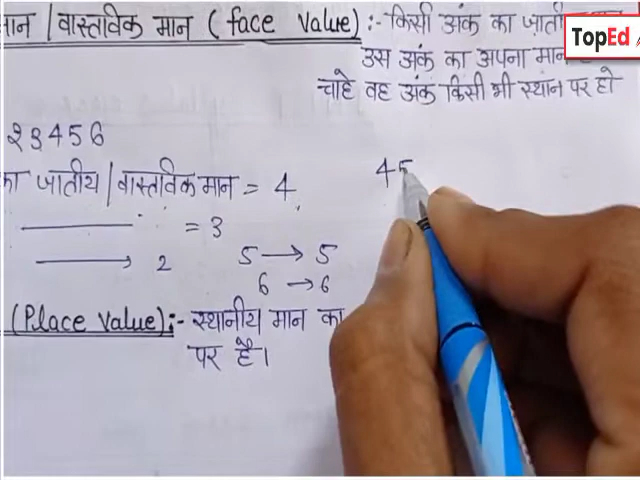 मान / वास्तविक मान ( face value ) :- किसी अंक का
उस अंक का अपना मान
चाहे वह अंक किसी भी स्थान पर हो
23456
का जातीय / वास्तविक मान = 4
= 3
2
5 → 5
6 → 6
45
(Place value):- स्थानीय मान का
पर है।
TopEd